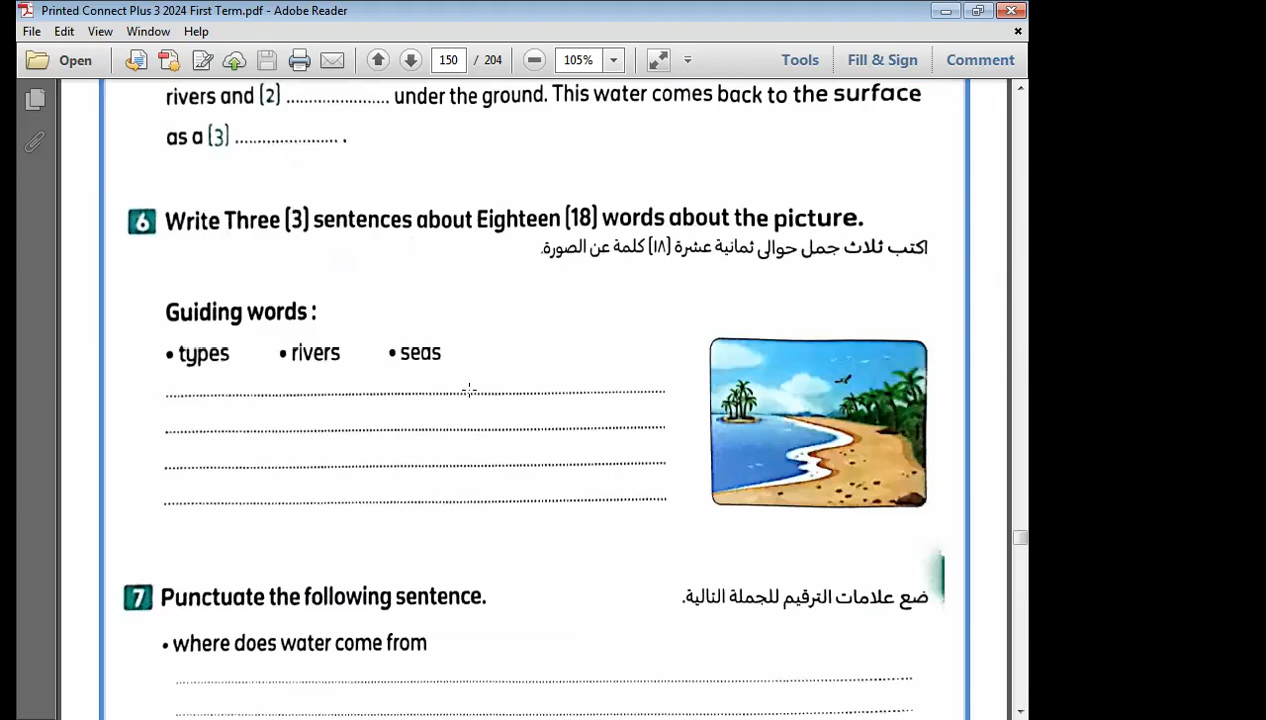 Printed Connect Plus 3 2024 First Term.pdf - Adobe Reader
File Edit View Window Help
Open 150 / 204 105% Tools Fill & Sign Comment
rivers and (2) ...................... under the ground. This water comes back to the surface
as a (3) ...................... .
6 Write Three (3) sentences about Eighteen (18) words about the picture.
اكتب ثلاث جمل حوالى ثمانية عشرة (١٨) كلمة عن الصورة.
Guiding words :
• types • rivers • seas
7 Punctuate the following sentence. ضع علامات الترقيم للجملة التالية.
• where does water come from